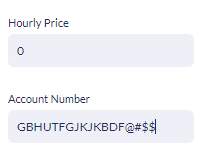 Hourly Price
0
Account Number
GBHUTFGJKJKBDF@#$$